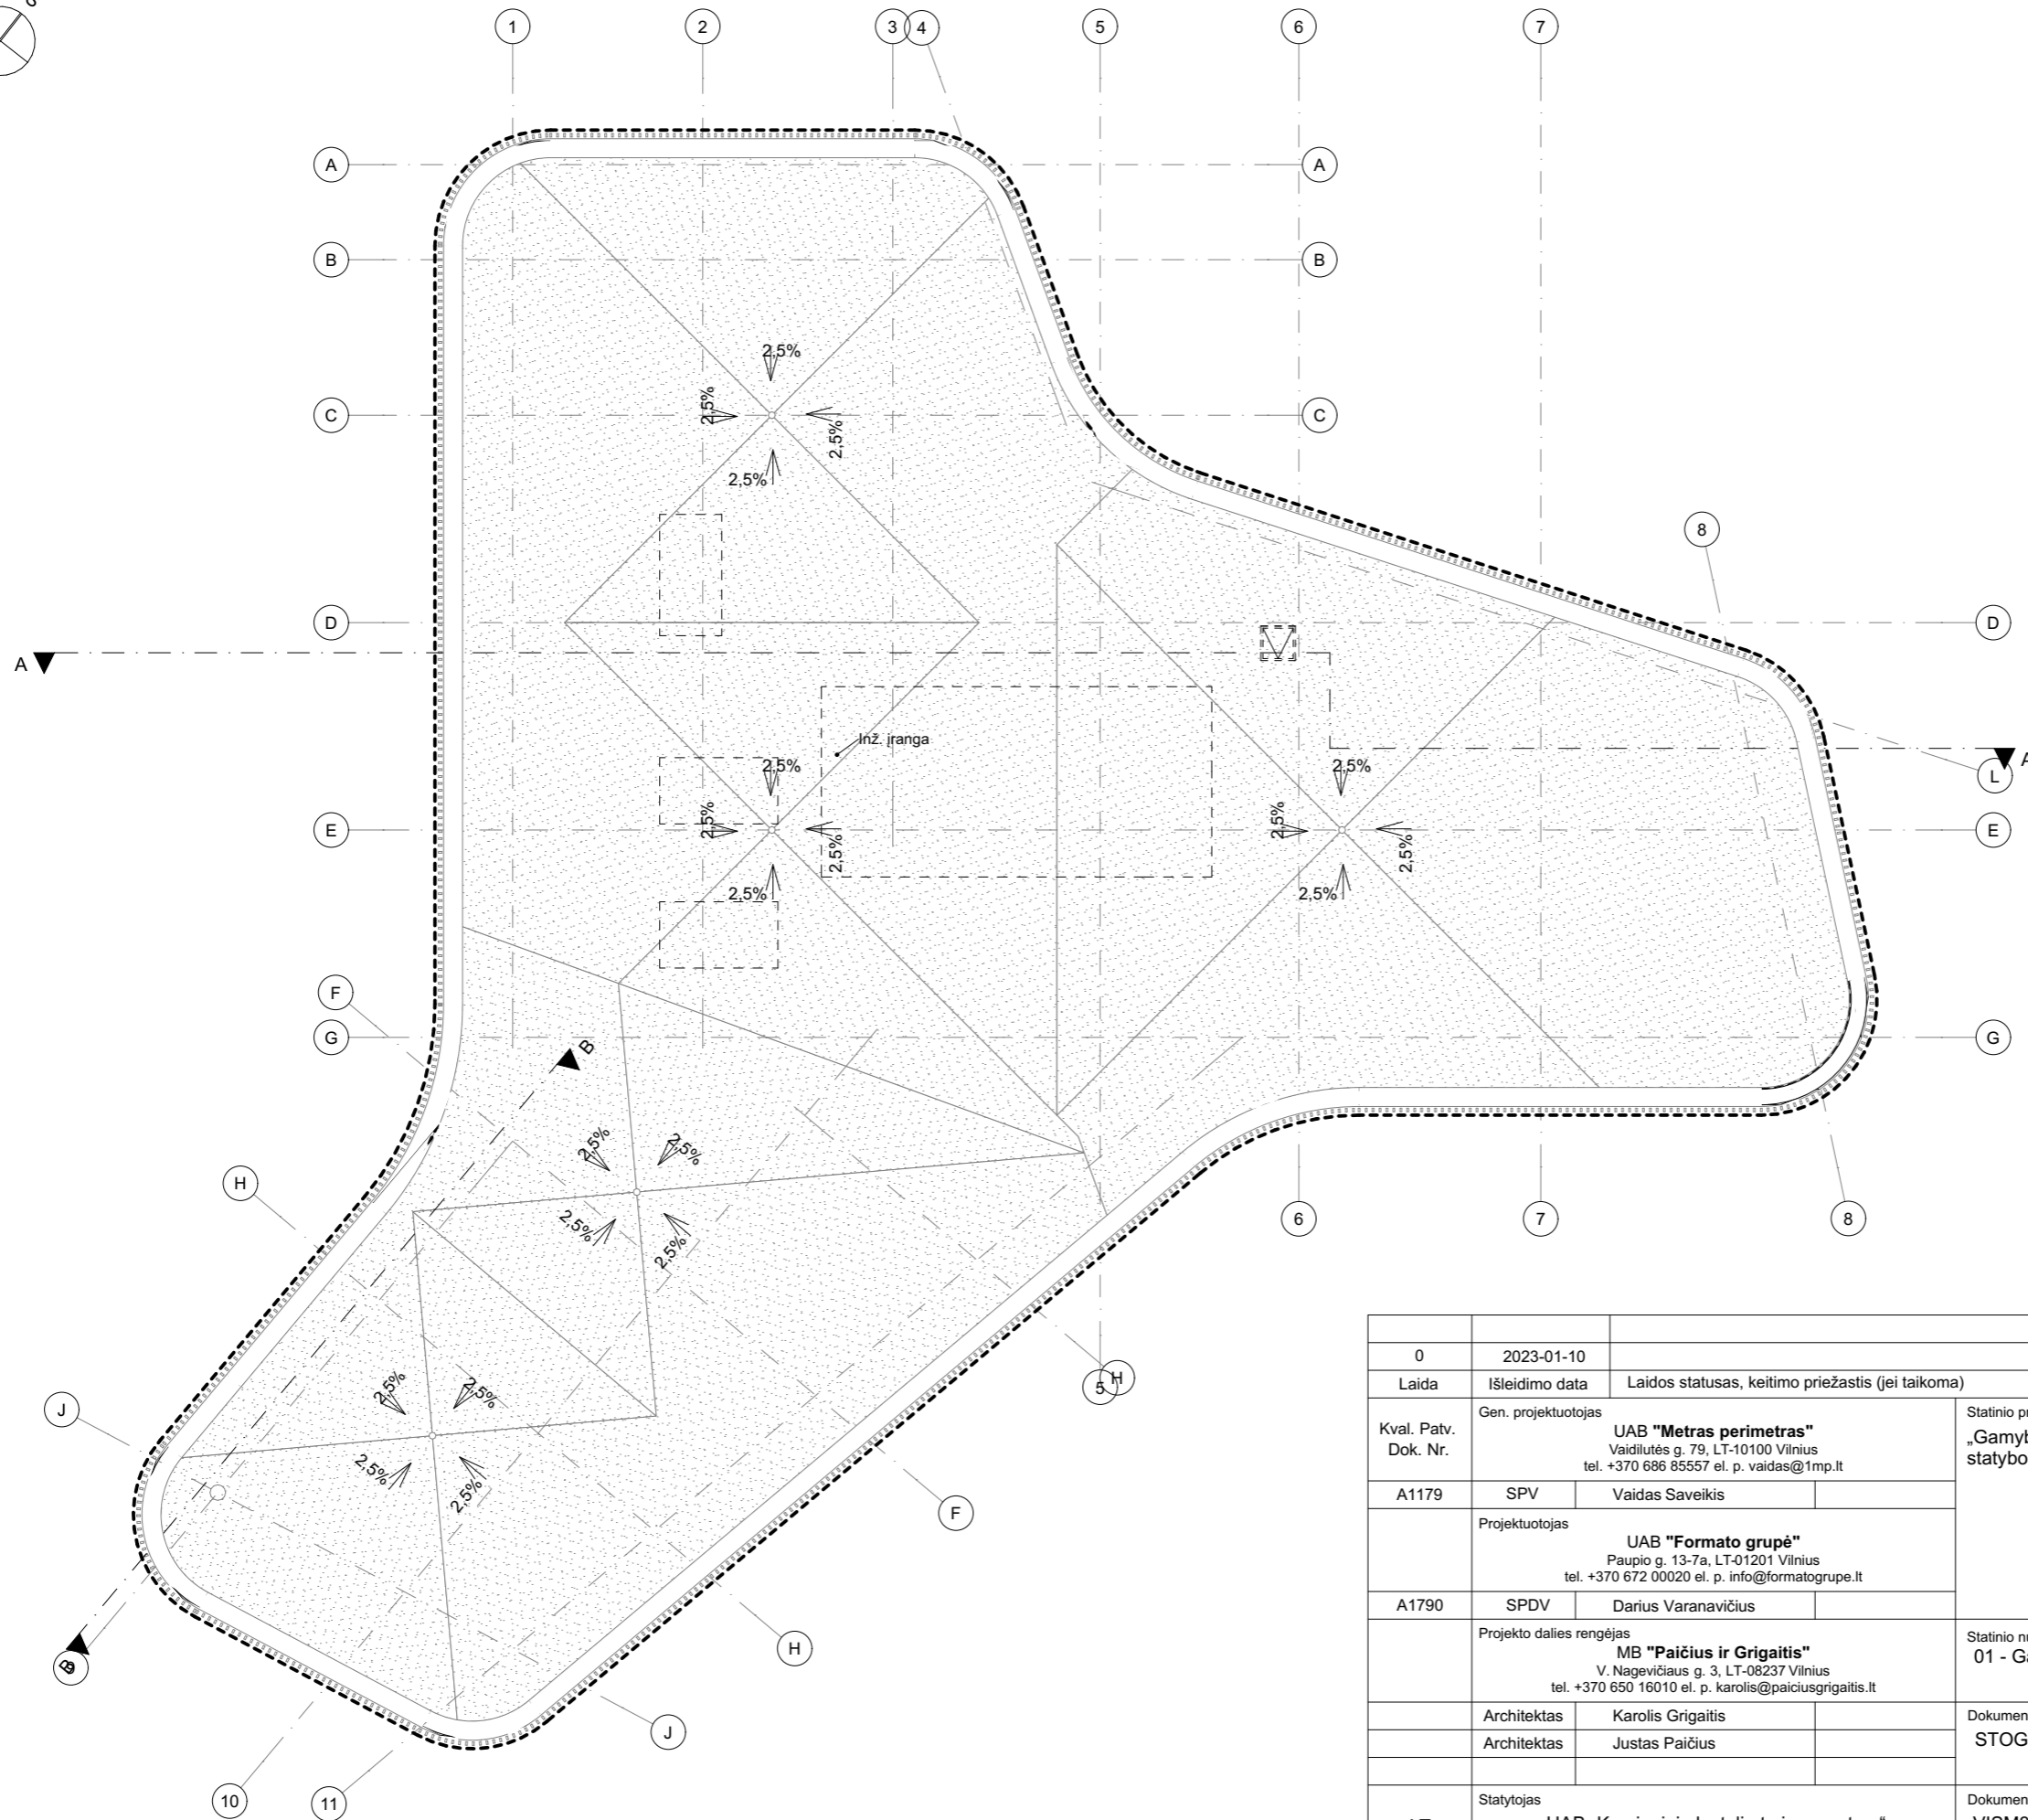 1 2 3 4 5 6 7
A A
B B
2,5%
2,5%
C C
2,5%
2,5%
8
D D
A
Inž. įranga
A
L
2,5% 2,5%
2,5% 2,5%
E E
2,5% 2,5%
2,5% 2,5%
F
G G
B
2,5% 2,5%
H
6 7 8
2,5% 2,5%
5 H
2,5% 2,5%
J
2,5% 2,5%
F
H
B 9
J
10 11
0 2023-01-10
Laida Išleidimo data Laidos statusas, keitimo priežastis (jei taikoma)
Kval. Patv.
Dok. Nr.
Gen. projektuotojas
UAB "Metras perimetras"
Vaidilutės g. 79, LT-10100 Vilnius
tel. +370 686 85557 el. p. vaidas@1mp.lt
A1179 SPV Vaidas Saveikis
Projektuotojas
UAB "Formato grupė"
Paupio g. 13-7a, LT-01201 Vilnius
tel. +370 672 00020 el. p. info@formatogrupe.lt
A1790 SPDV Darius Varanavičius
Projekto dalies rengėjas
MB "Paičius ir Grigaitis"
V. Nagevičiaus g. 3, LT-08237 Vilnius
tel. +370 650 16010 el. p. karolis@paiciusgrigaitis.lt
Architektas Karolis Grigaitis
Architektas Justas Paičius
Statytojas
Statinio
01 -
STOG